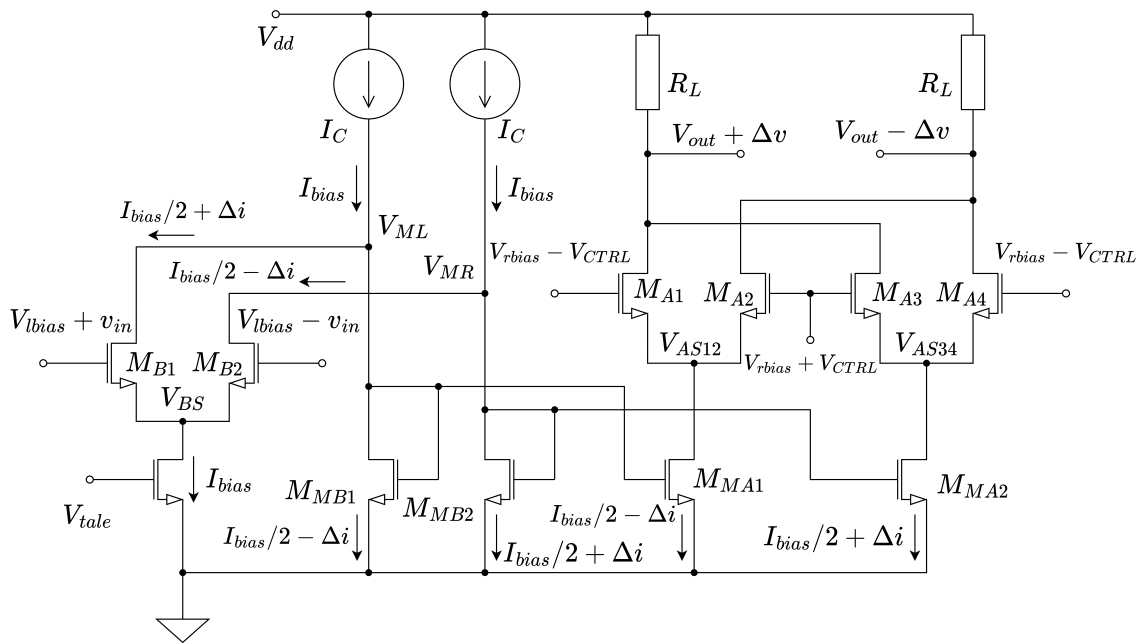 V_dd
I_C
I_C
R_L
R_L
V_out + Δv
V_out − Δv
I_bias
I_bias
I_bias/2 + Δi
V_ML
I_bias/2 − Δi
V_MR
V_rbias − V_CTRL
V_rbias − V_CTRL
M_A1
M_A2
M_A3
M_A4
V_lbias + v_in
V_lbias − v_in
M_B1
M_B2
V_AS12
V_AS34
V_rbias + V_CTRL
V_BS
I_bias
V_tale
M_MB1
M_MB2
M_MA1
M_MA2
I_bias/2 − Δi
I_bias/2 + Δi
I_bias/2 − Δi
I_bias/2 + Δi